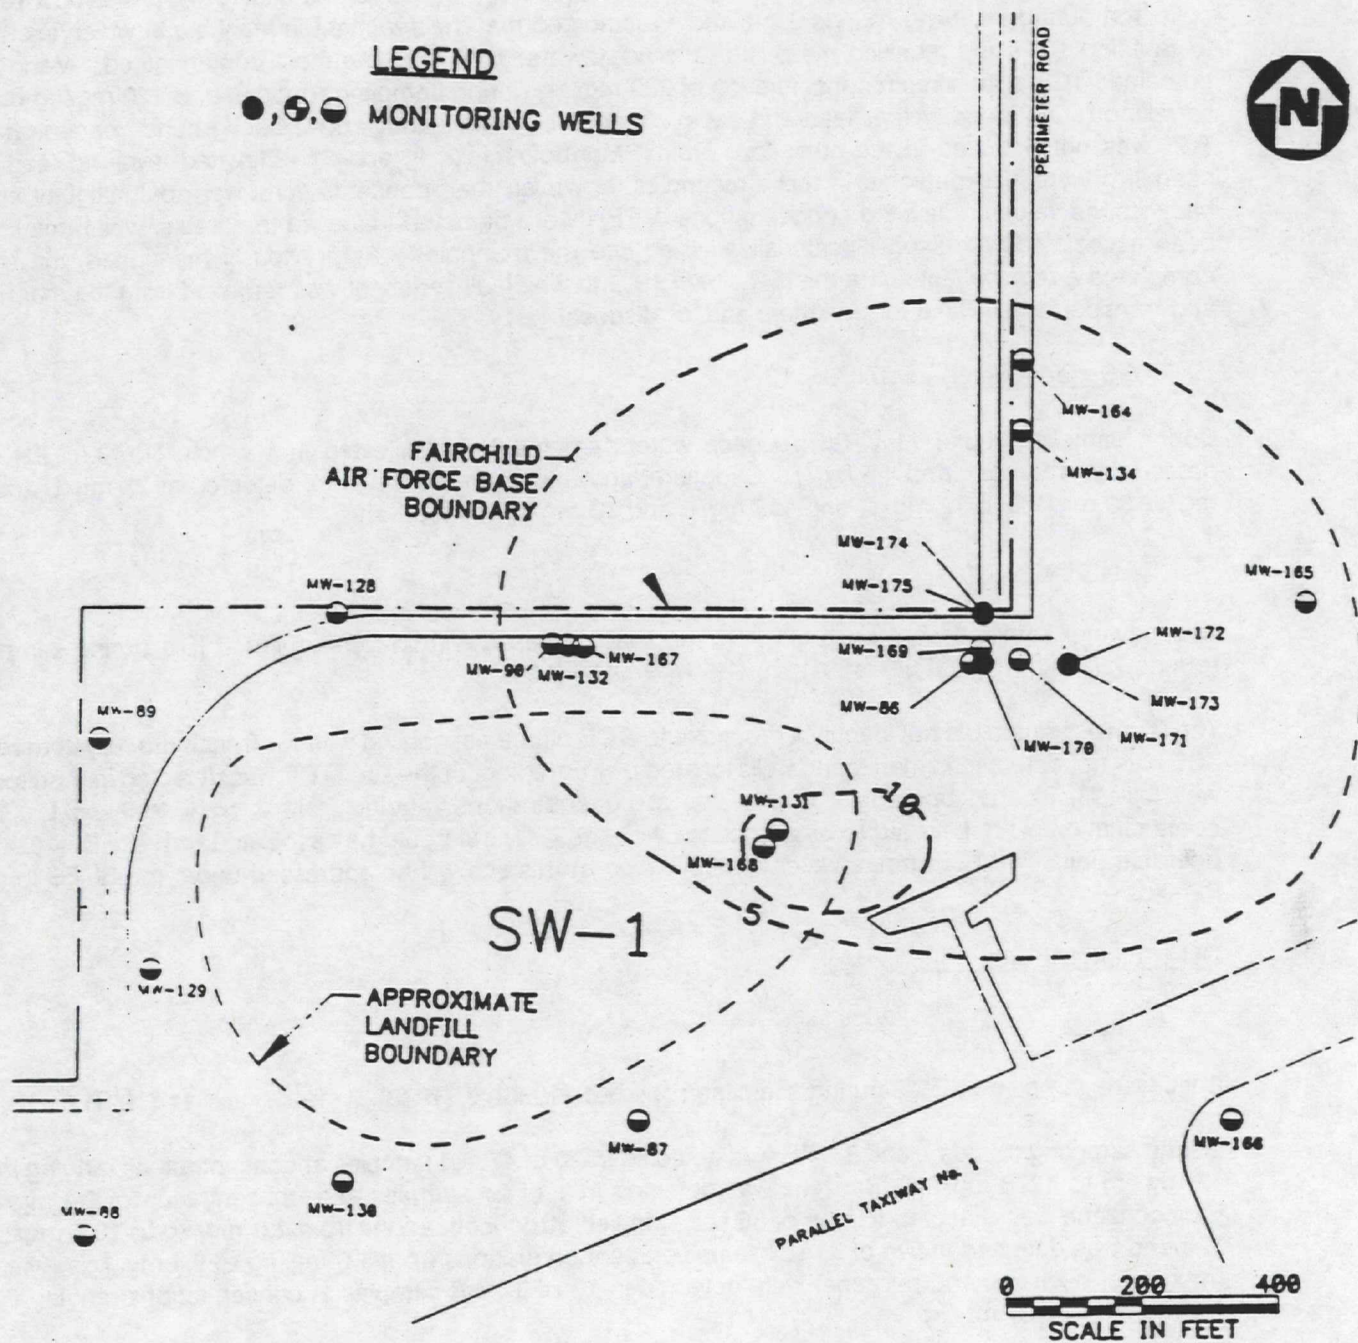 LEGEND
MONITORING WELLS
PERIMETER ROAD
N
MW-164
FAIRCHILD
AIR FORCE BASE
BOUNDARY
MW-134
MW-174
MW-175
MW-165
MW-128
MW-172
MW-169
MW-90
MW-132
MW-167
MW-173
MW-86
MW-171
MW-170
MW-89
MW-131
10
MW-168
5
SW-1
MW-129
APPROXIMATE
LANDFILL
BOUNDARY
MW-87
MW-166
MW-130
MW-88
PARALLEL TAXIWAY No. 1
0 200 400
SCALE IN FEET